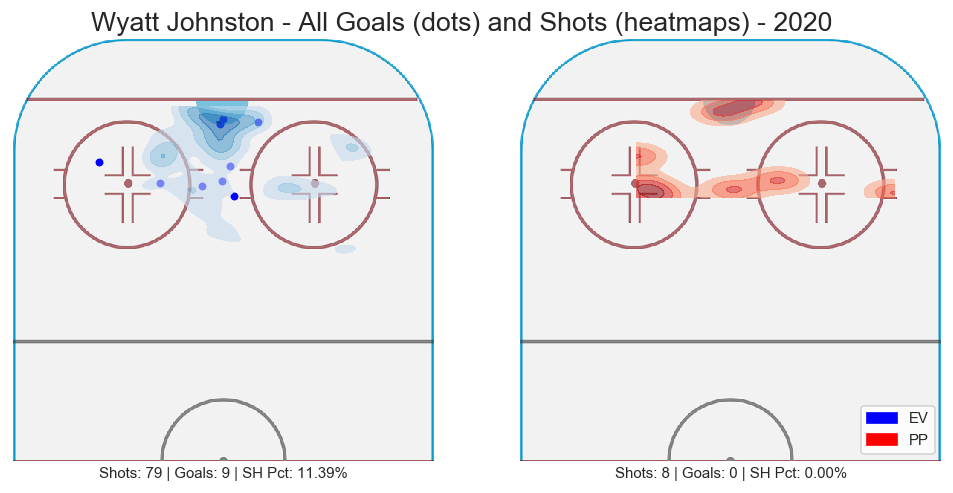 Wyatt Johnston - All Goals (dots) and Shots (heatmaps) - 2020
EV
PP
Shots: 79 | Goals: 9 | SH Pct: 11.39%
Shots: 8 | Goals: 0 | SH Pct: 0.00%